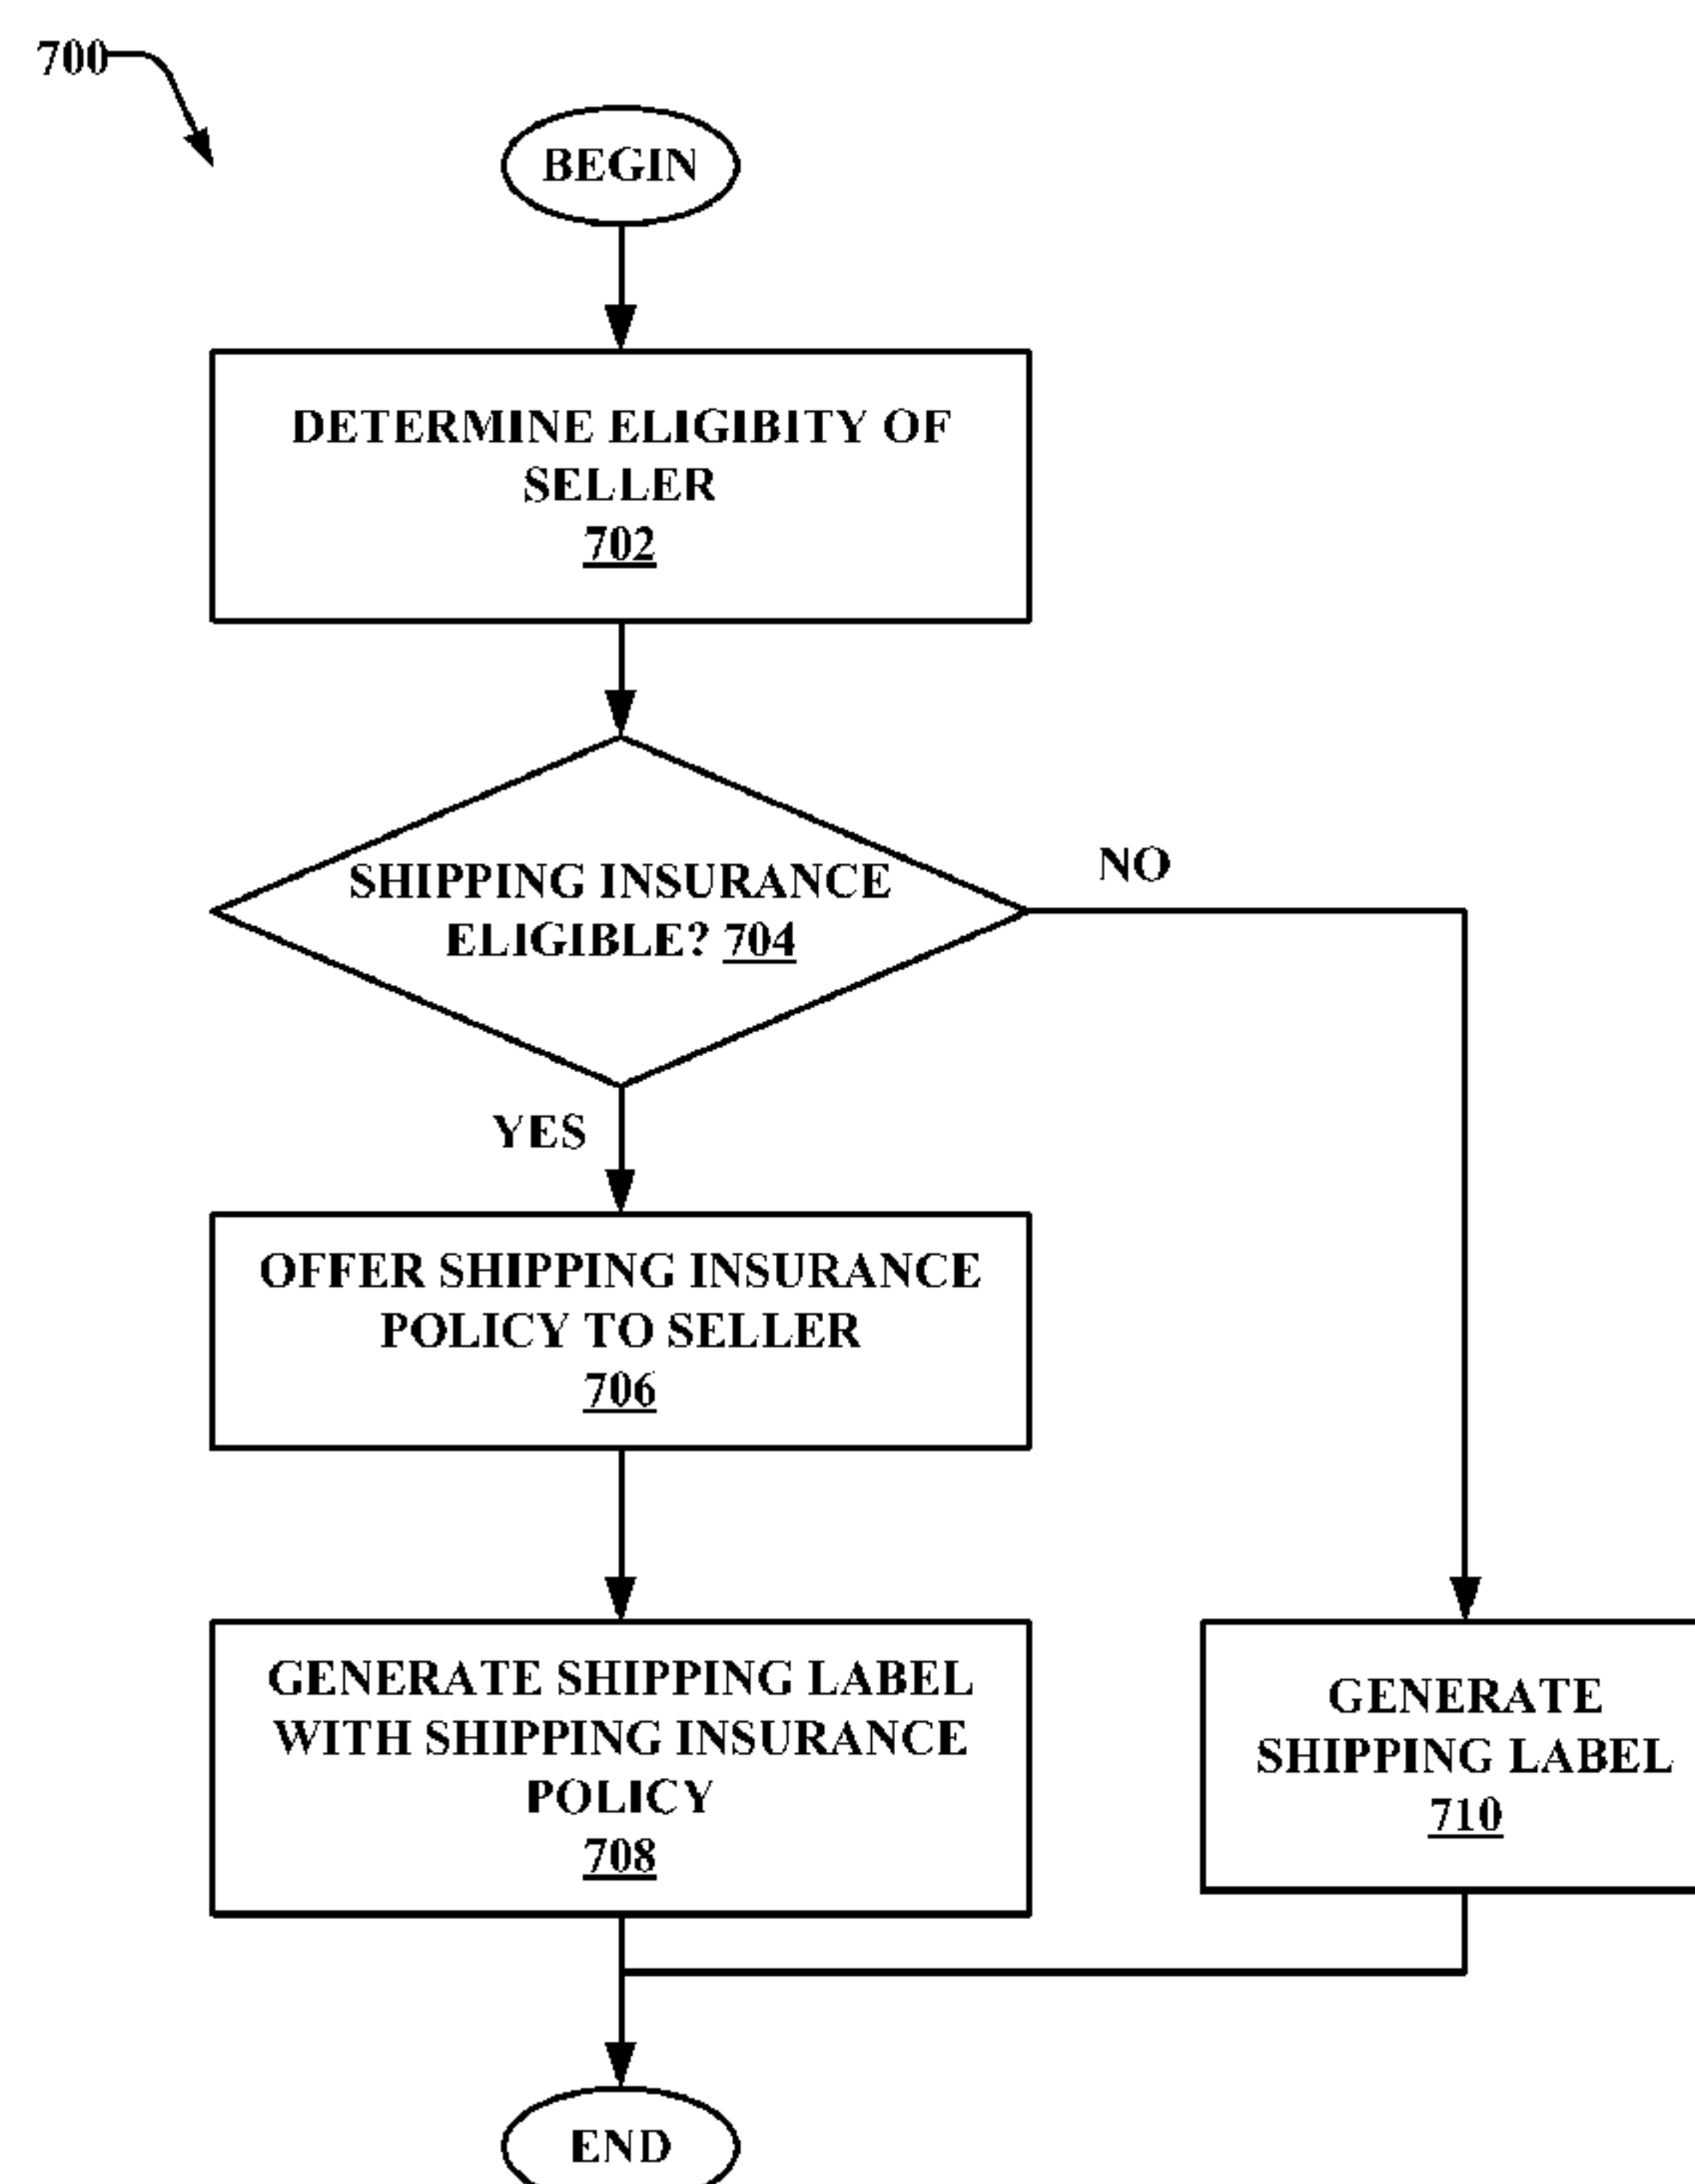 700
BEGIN
DETERMINE ELIGIBITY OF
SELLER
702
SHIPPING INSURANCE
ELIGIBLE? 704
NO
YES
OFFER SHIPPING INSURANCE
POLICY TO SELLER
706
GENERATE SHIPPING LABEL
WITH SHIPPING INSURANCE
POLICY
708
GENERATE
SHIPPING LABEL
710
END